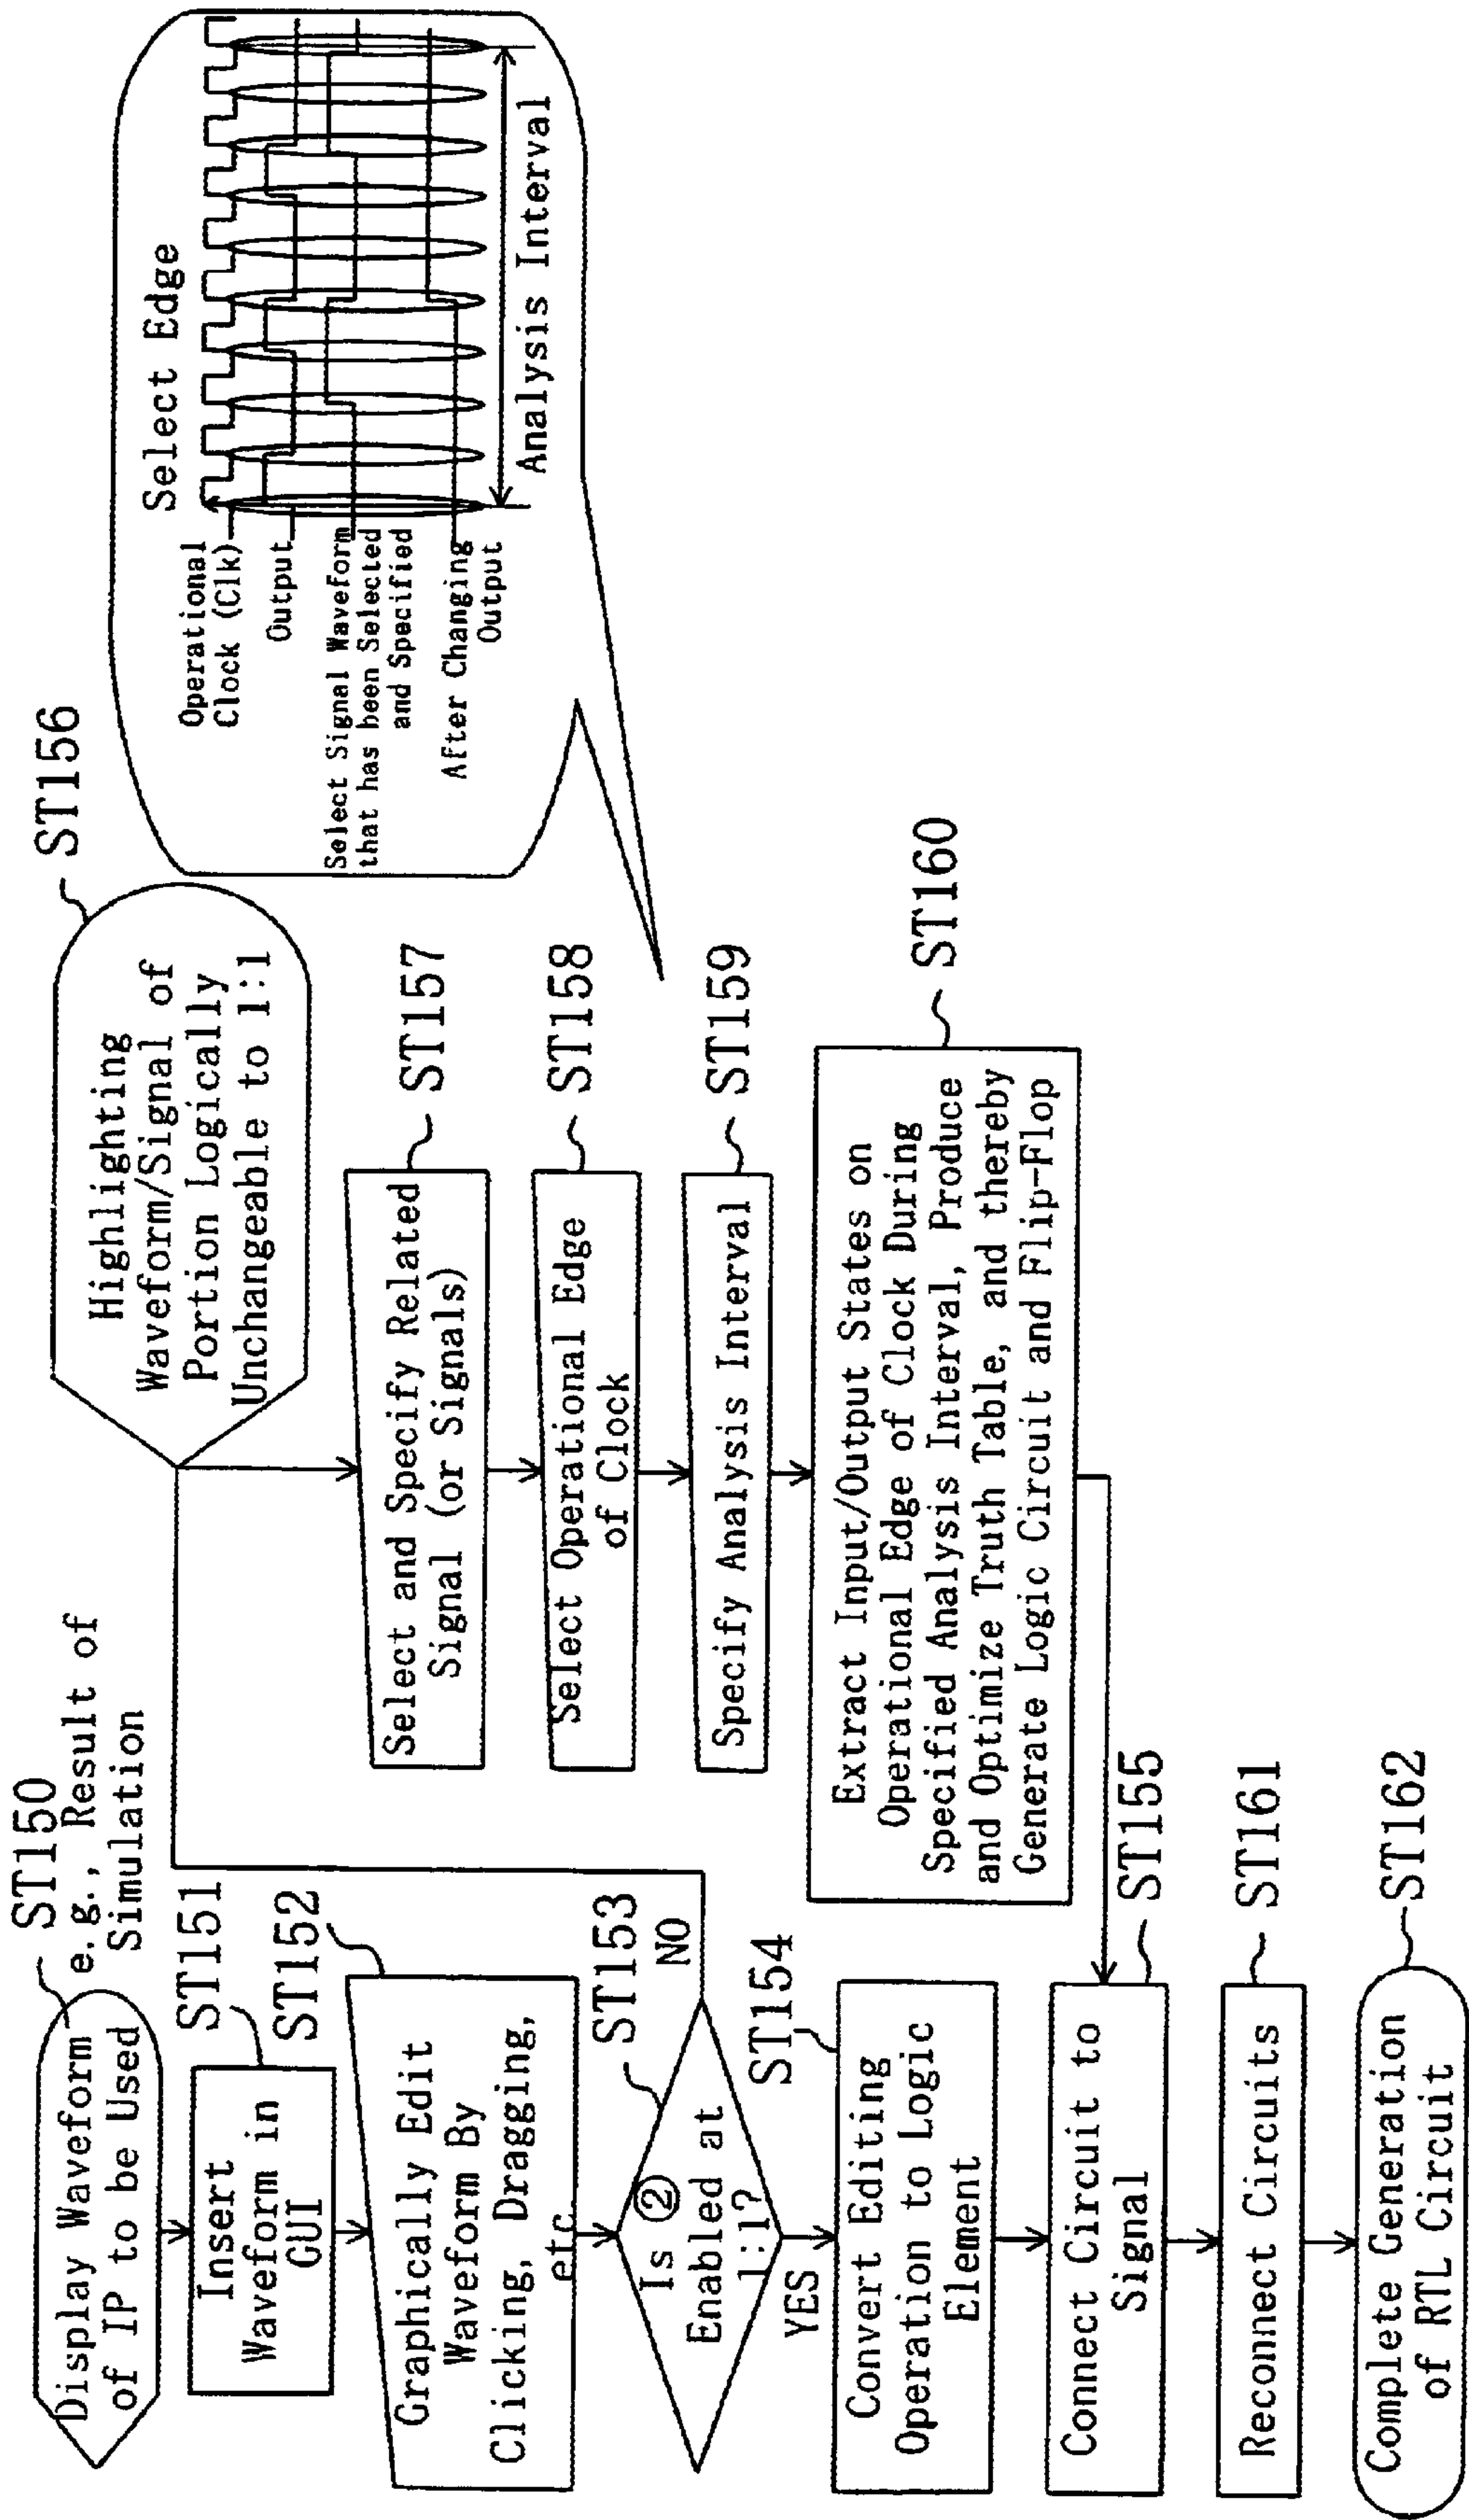 ST150
e.g., Result of
Simulation
Display Waveform
of IP to be Used
ST151
Insert
Waveform in
GUI
ST152
Graphically Edit
Waveform By
Clicking, Dragging,
etc.
ST153
Is ②
Enabled at
1:1?
NO
YES
ST154
Convert Editing
Operation to Logic
Element
ST155
Connect Circuit to
Signal
ST161
Reconnect Circuits
ST162
Complete Generation
of RTL Circuit
ST156
Highlighting
Waveform/Signal of
Portion Logically
Unchangeable to 1:1
ST157
Select and Specify Related
Signal (or Signals)
ST158
Select Operational Edge
of Clock
ST159
Specify Analysis Interval
ST160
Extract Input/Output States on
Operational Edge of Clock During
Specified Analysis Interval, Produce
and Optimize Truth Table, and thereby
Generate Logic Circuit and Flip-Flop
Select Edge
Operational
Clock (Clk)
Output
Select Signal Waveform
that has been Selected
and Specified
After Changing
Output
Analysis Interval